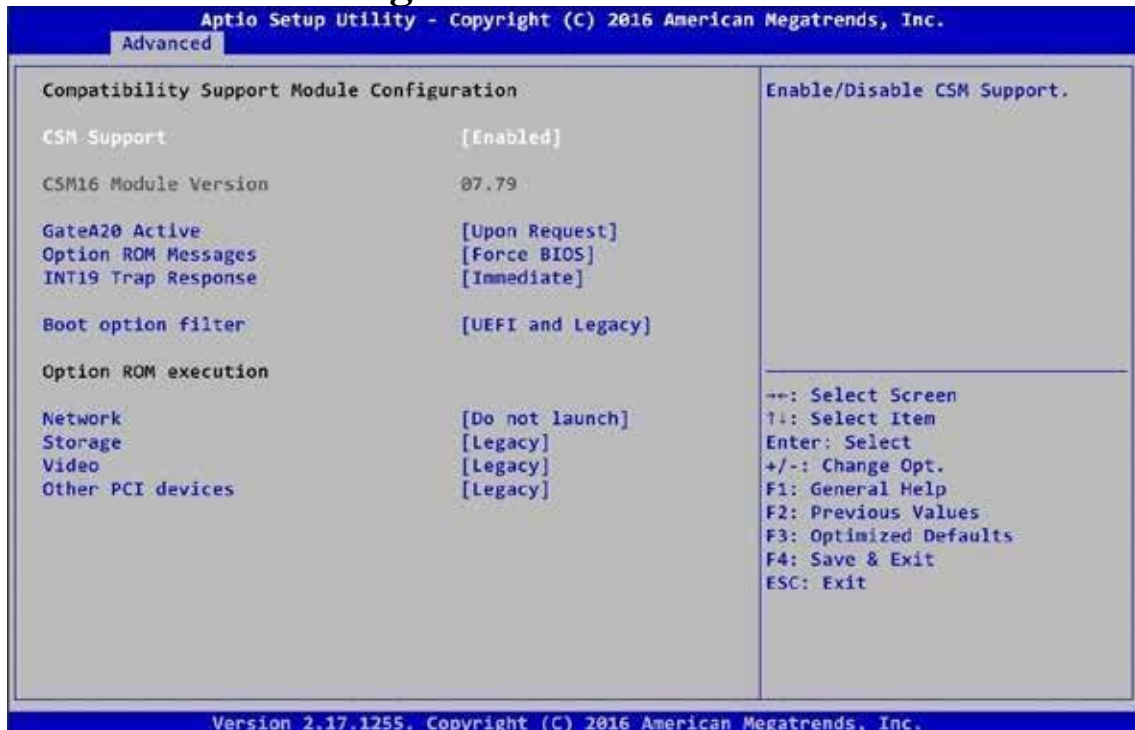 Aptio Setup Utility - Copyright (C) 2016 American Megatrends, Inc.
Advanced
Compatibility Support Module Configuration
CSM Support [Enabled]
CSM16 Module Version 07.79
GateA20 Active [Upon Request]
Option ROM Messages [Force BIOS]
INT19 Trap Response [Immediate]
Boot option filter [UEFI and Legacy]
Option ROM execution
Network [Do not launch]
Storage [Legacy]
Video [Legacy]
Other PCI devices [Legacy]
Enable/Disable CSM Support.
→←: Select Screen
↑↓: Select Item
Enter: Select
+/-: Change Opt.
F1: General Help
F2: Previous Values
F3: Optimized Defaults
F4: Save & Exit
ESC: Exit
Version 2.17.1255. Copyright (C) 2016 American Megatrends, Inc.